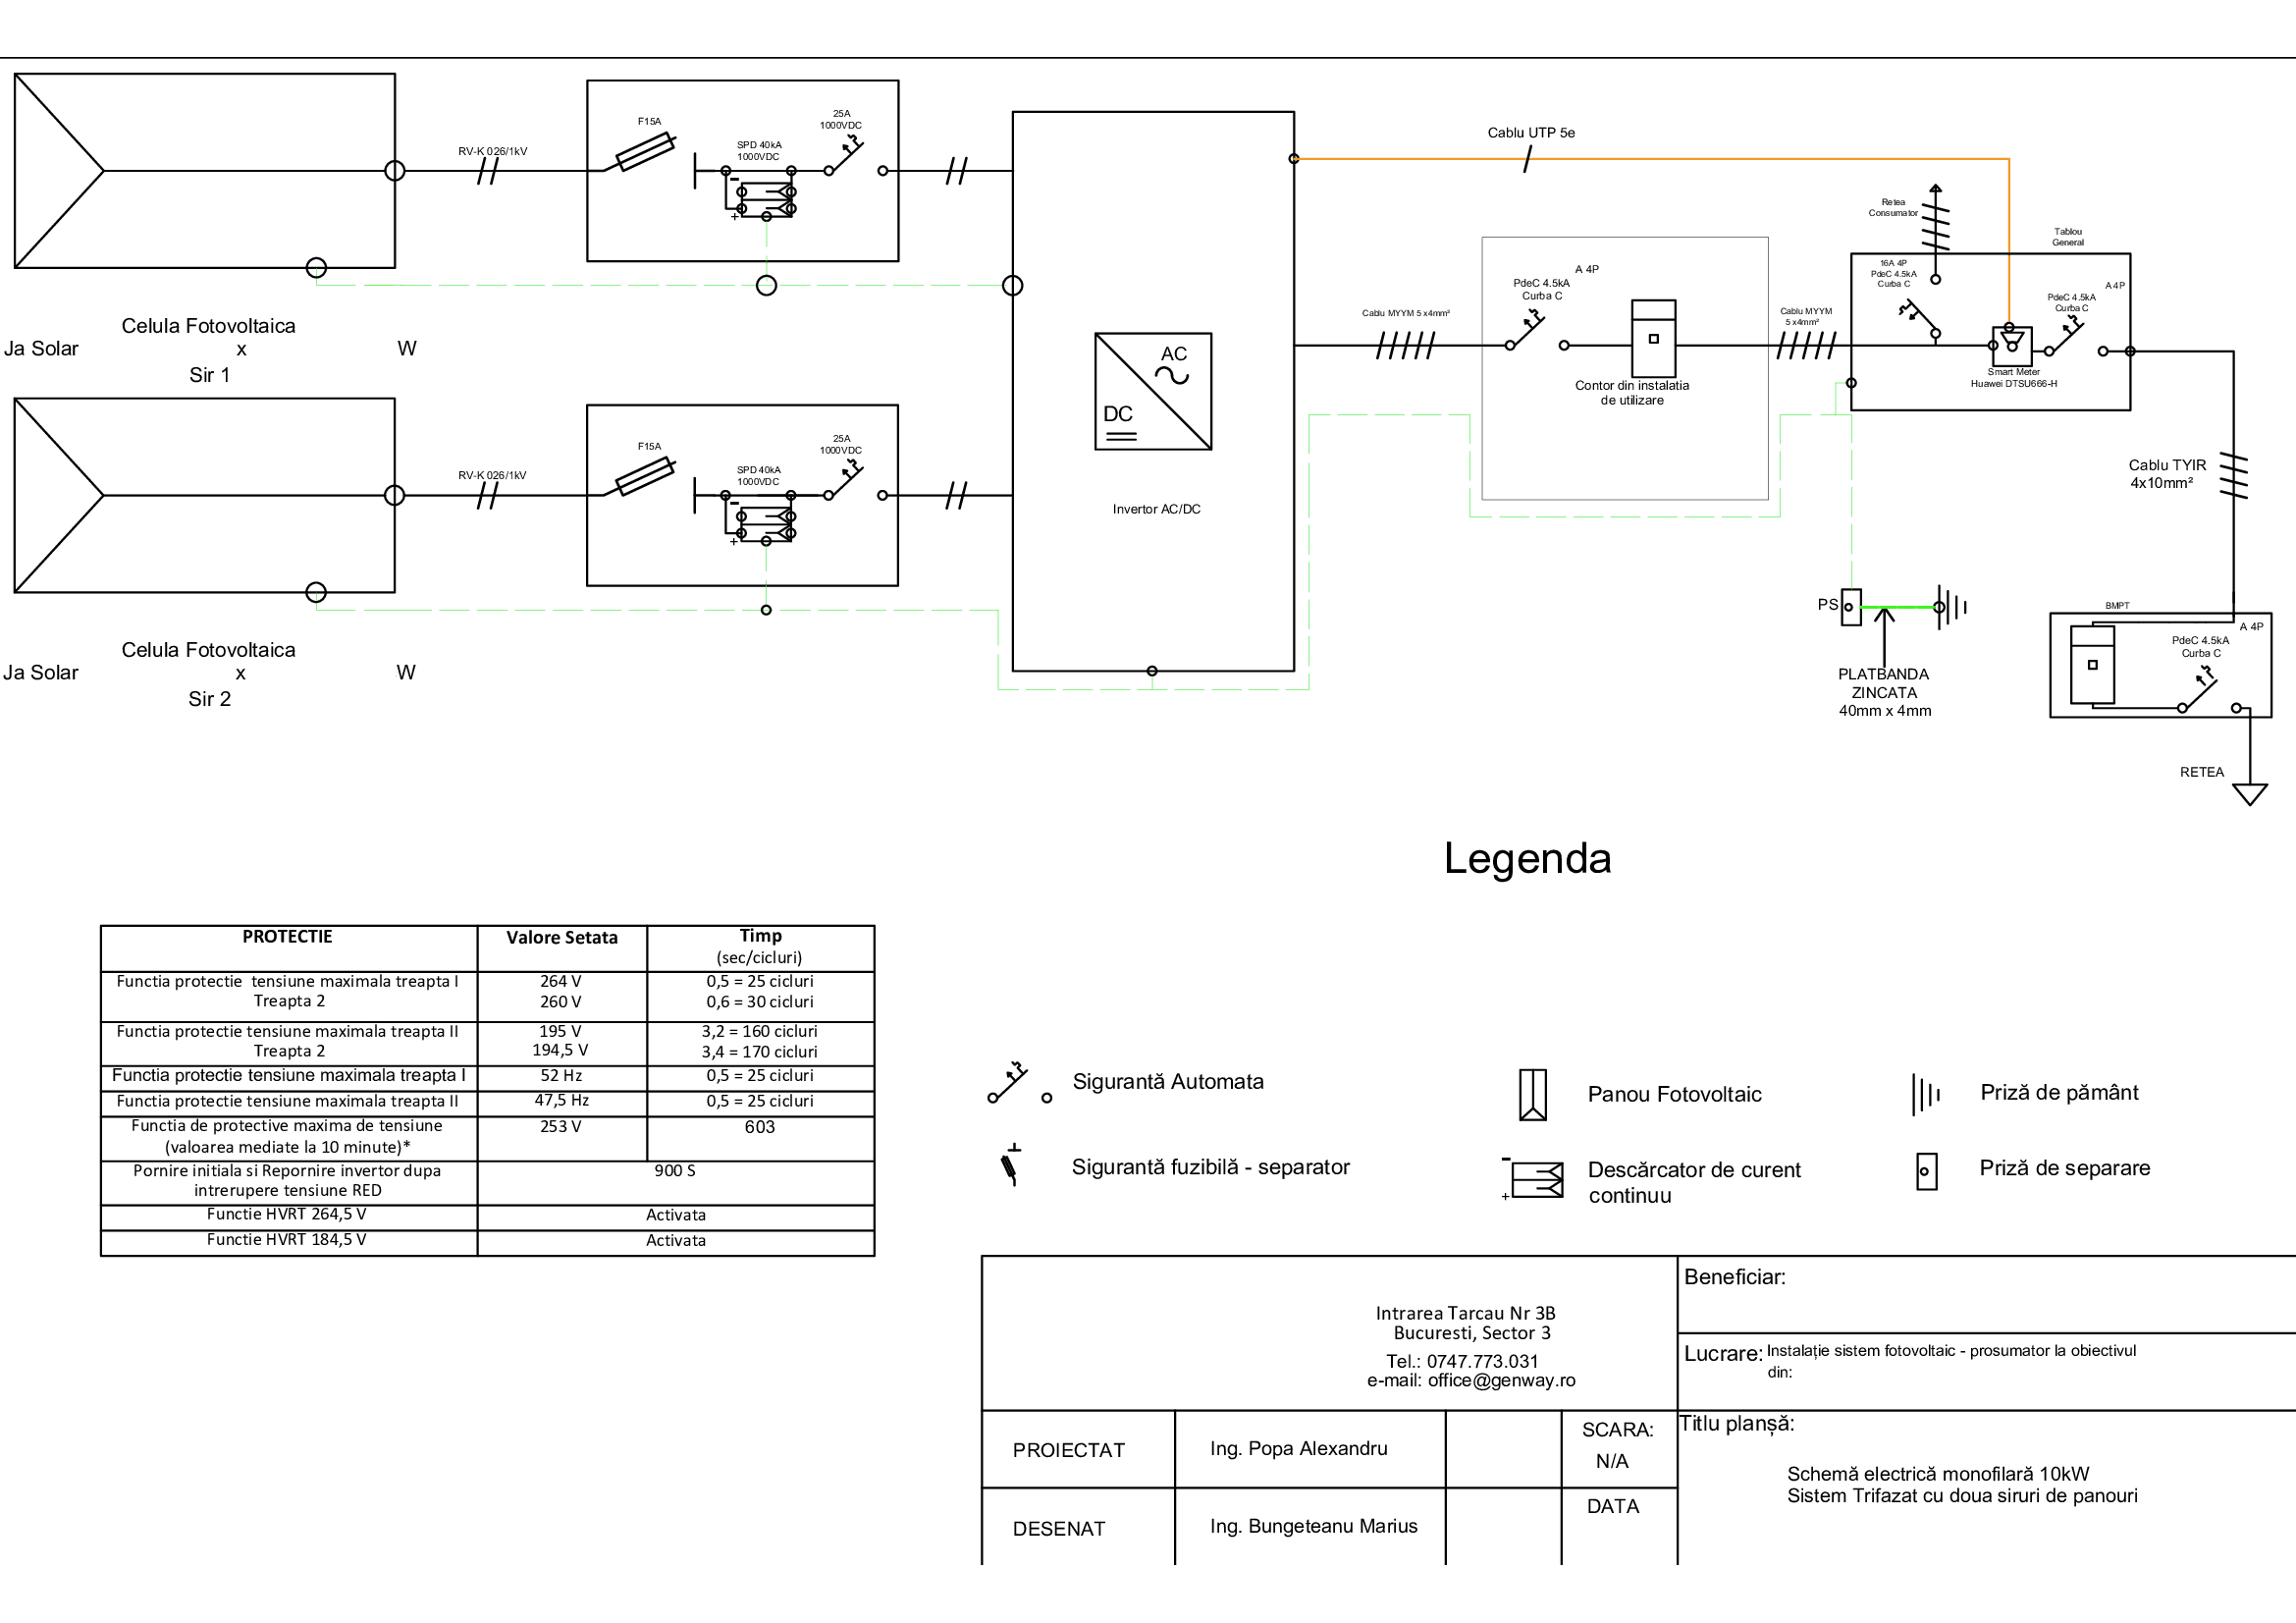 RV-K 026/1kV
F15A
SPD 40kA
1000VDC
-
+
25A
1000VDC
Celula Fotovoltaica
Ja Solar x W
Sir 1
RV-K 026/1kV
F15A
SPD 40kA
1000VDC
-
+
25A
1000VDC
Celula Fotovoltaica
Ja Solar x W
Sir 2
AC
DC
Invertor AC/DC
Cablu UTP 5e
Cablu MYYM 5 x4mm²
A 4P
PdeC 4.5kA
Curba C
Contor din instalatia
de utilizare
Cablu MYYM
5 x4mm²
Retea
Consumator
Tablou
General
16A 4P
PdeC 4.5kA
Curba C
A 4P
PdeC 4.5kA
Curba C
Smart Meter
Huawei DTSU666-H
Cablu TYIR
4x10mm²
PS
PLATBANDA
ZINCATA
40mm x 4mm
BMPT
A 4P
PdeC 4.5kA
Curba C
RETEA
Legenda
PROTECTIE Valore Setata Timp
(sec/cicluri)
Functia protectie tensiune maximala treapta I 264 V 0,5 = 25 cicluri
Treapta 2 260 V 0,6 = 30 cicluri
Functia protectie tensiune maximala treapta II 195 V 3,2 = 160 cicluri
Treapta 2 194,5 V 3,4 = 170 cicluri
Functia protectie tensiune maximala treapta I 52 Hz 0,5 = 25 cicluri
Functia protectie tensiune maximala treapta II 47,5 Hz 0,5 = 25 cicluri
Functia de protective maxima de tensiune 253 V 603
(valoarea mediate la 10 minute)*
Pornire initiala si Repornire invertor dupa 900 S
intrerupere tensiune RED
Functie HVRT 264,5 V Activata
Functie HVRT 184,5 V Activata
Sigurantă Automata
Panou Fotovoltaic
Priză de pământ
Sigurantă fuzibilă - separator
-
+
Descărcator de curent
continuu
Priză de separare
Intrarea Tarcau Nr 3B
Bucuresti, Sector 3
Tel.: 0747.773.031
e-mail: office@genway.ro
Beneficiar:
Lucrare: Instalație sistem fotovoltaic - prosumator la obiectivul
din:
PROIECTAT Ing. Popa Alexandru
SCARA:
N/A
DESENAT Ing. Bungeteanu Marius
DATA
Titlu planșă:
Schemă electrică monofilară 10kW
Sistem Trifazat cu doua siruri de panouri